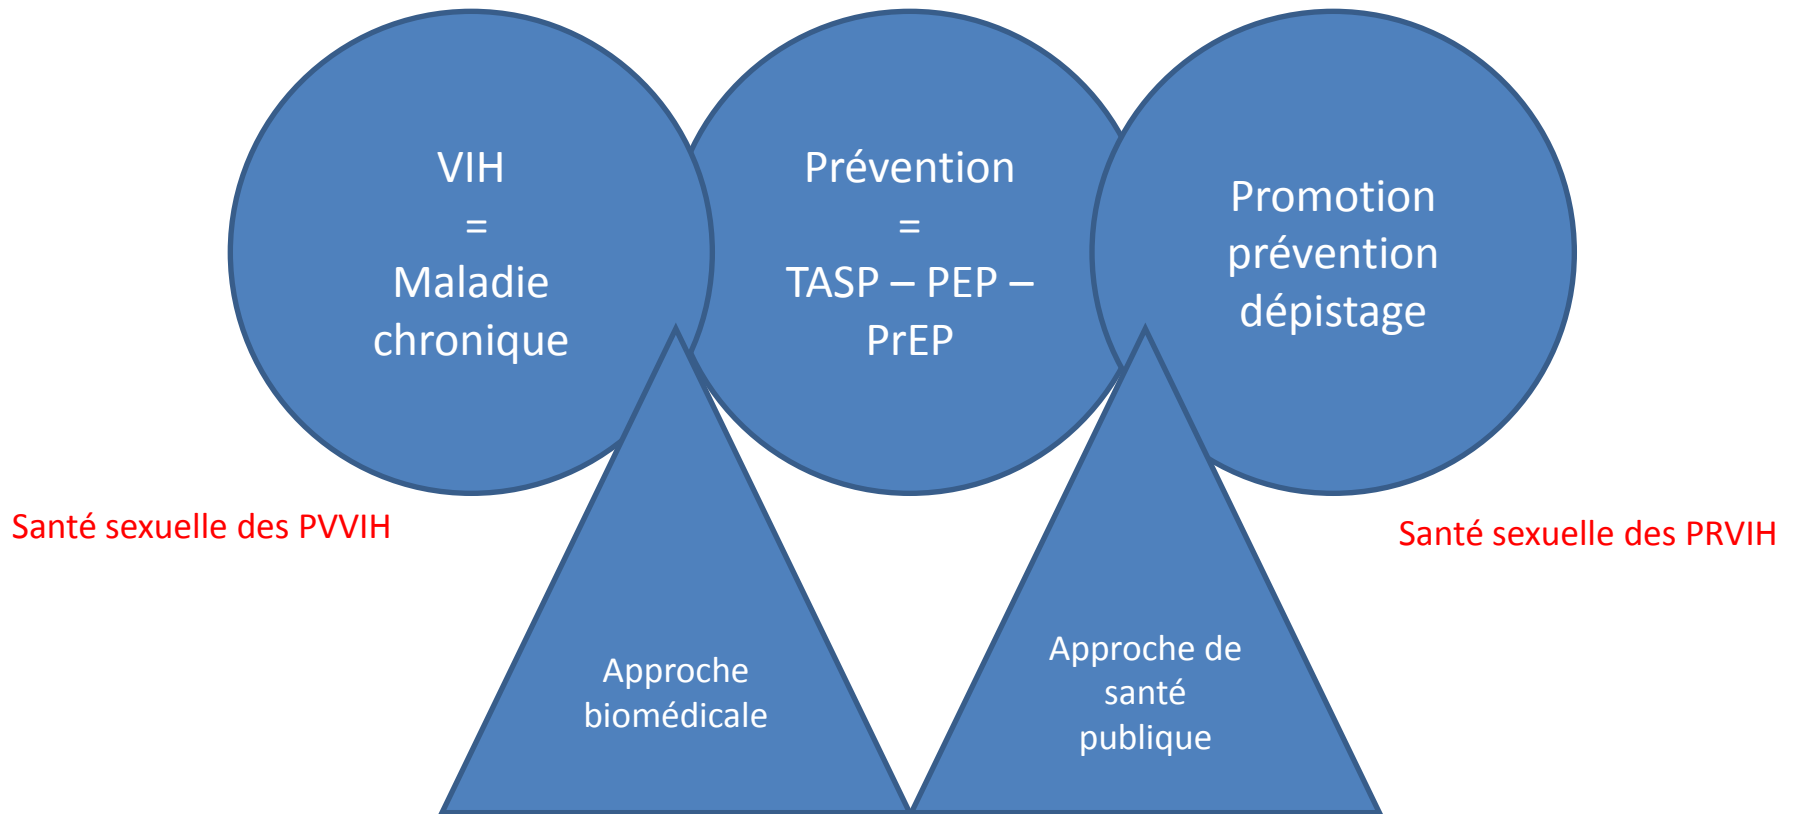 VIH
=
Maladie
chronique
Prévention
=
TASP – PEP –
PrEP
Promotion
prévention
dépistage
Santé sexuelle des PVVIH
Santé sexuelle des PRVIH
Approche
biomédicale
Approche de
santé
publique